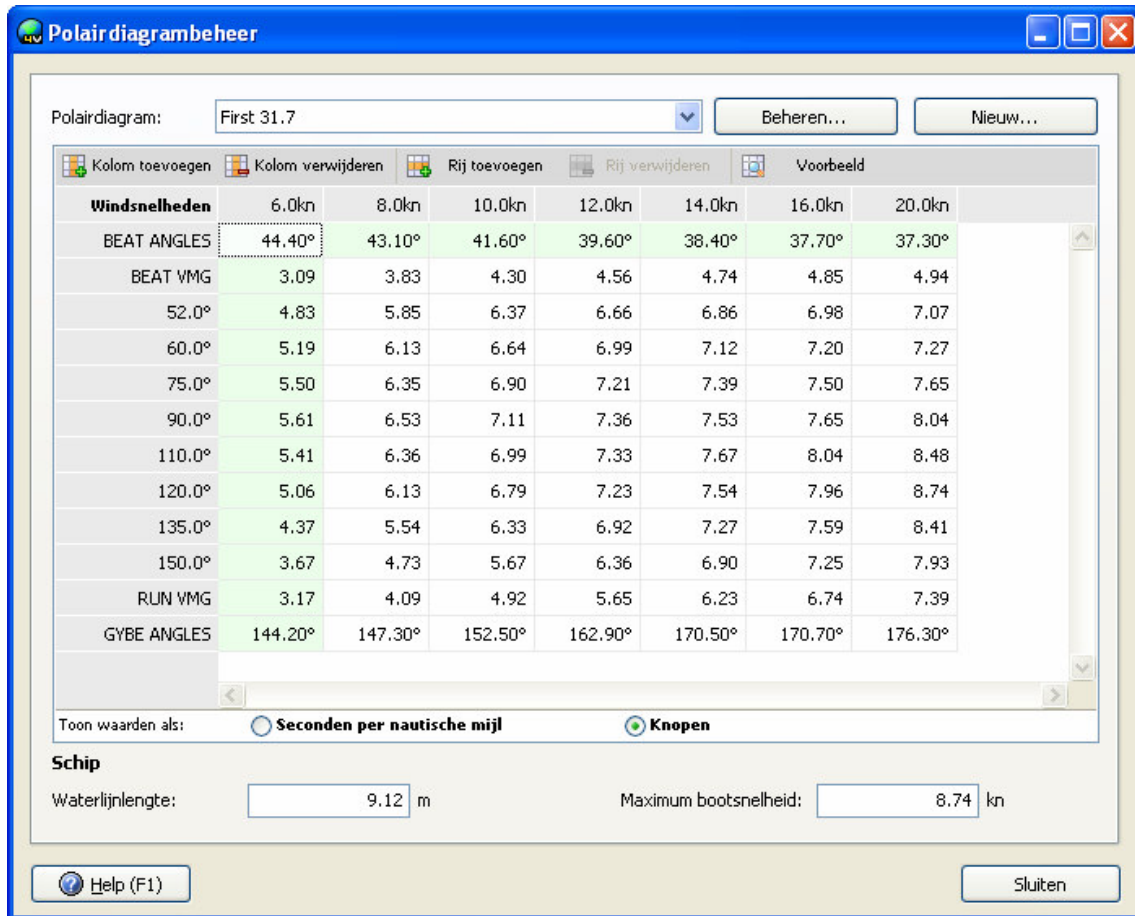 Polairdiagrambeheer
Polairdiagram: First 31.7 Beheren... Nieuw...
Kolom toevoegen Kolom verwijderen Rij toevoegen Rij verwijderen Voorbeeld
Windsnelheden 6.0kn 8.0kn 10.0kn 12.0kn 14.0kn 16.0kn 20.0kn
BEAT ANGLES 44.40° 43.10° 41.60° 39.60° 38.40° 37.70° 37.30°
BEAT VMG 3.09 3.83 4.30 4.56 4.74 4.85 4.94
52.0° 4.83 5.85 6.37 6.66 6.86 6.98 7.07
60.0° 5.19 6.13 6.64 6.99 7.12 7.20 7.27
75.0° 5.50 6.35 6.90 7.21 7.39 7.50 7.65
90.0° 5.61 6.53 7.11 7.36 7.53 7.65 8.04
110.0° 5.41 6.36 6.99 7.33 7.67 8.04 8.48
120.0° 5.06 6.13 6.79 7.23 7.54 7.96 8.74
135.0° 4.37 5.54 6.33 6.92 7.27 7.59 8.41
150.0° 3.67 4.73 5.67 6.36 6.90 7.25 7.93
RUN VMG 3.17 4.09 4.92 5.65 6.23 6.74 7.39
GYBE ANGLES 144.20° 147.30° 152.50° 162.90° 170.50° 170.70° 176.30°
Toon waarden als: Seconden per nautische mijl Knopen
Schip
Waterlijnlengte: 9.12 m Maximum bootsnelheid: 8.74 kn
Help (F1) Sluiten